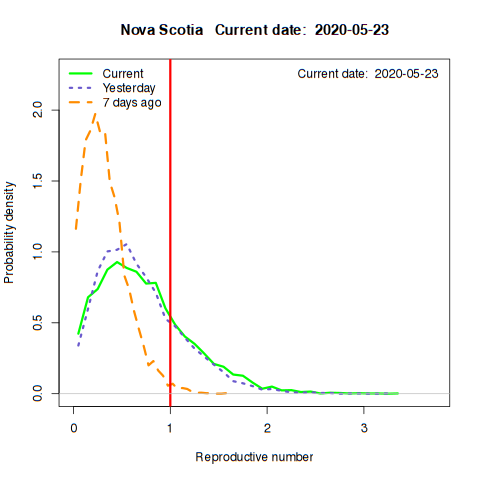 Nova Scotia   Current date:  2020-05-23
Current
Yesterday
7 days ago
Current date:  2020-05-23
Probability density
2.0
1.5
1.0
0.5
0.0
0 1 2 3
Reproductive number